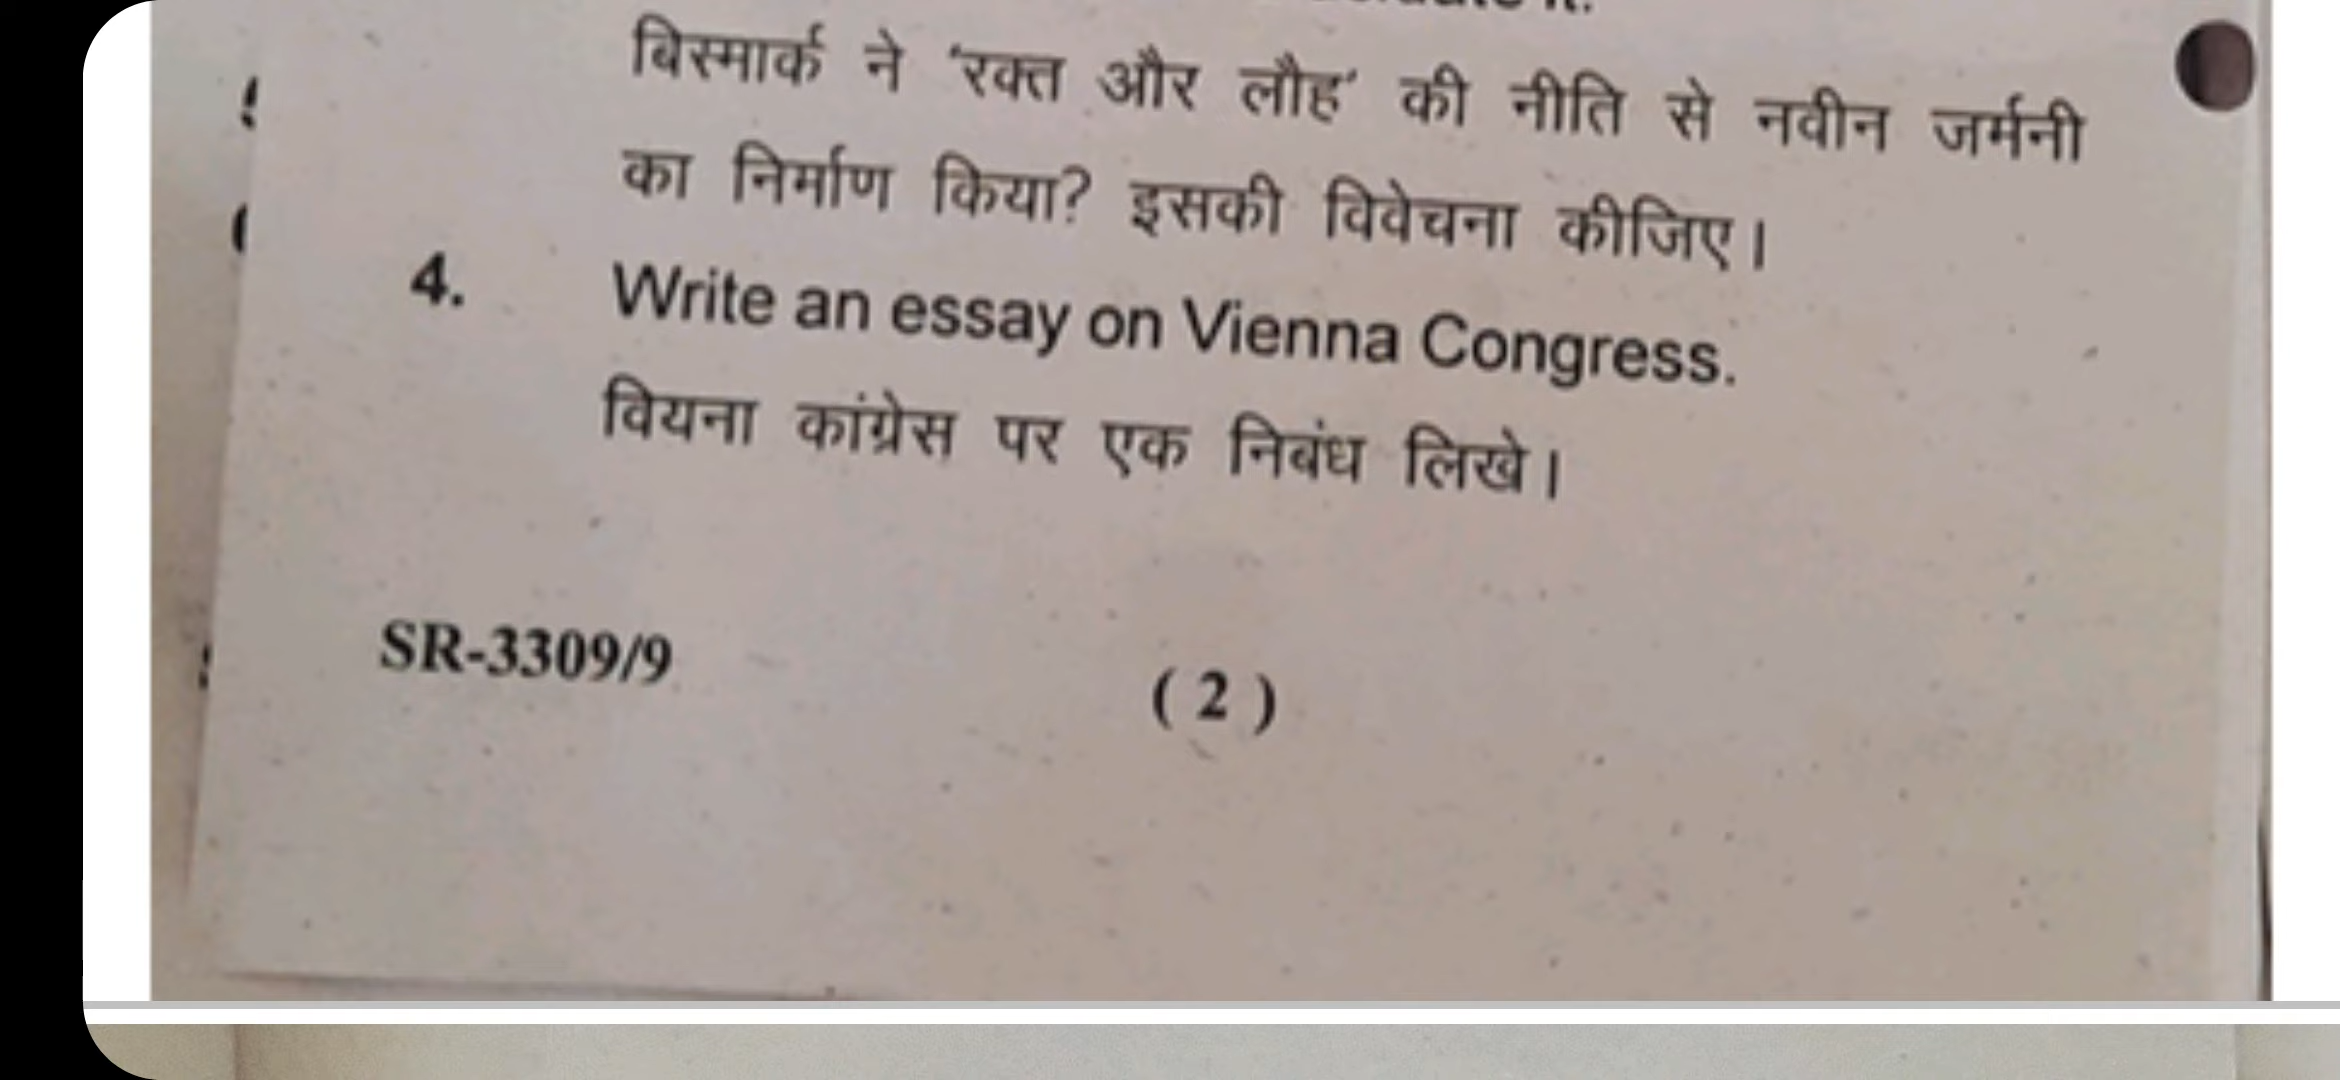 बिस्मार्क ने 'रक्त और लौह' की नीति से नवीन जर्मनी
का निर्माण किया? इसकी विवेचना कीजिए।
4. Write an essay on Vienna Congress.
वियना कांग्रेस पर एक निबंध लिखे।
SR-3309/9
( 2 )